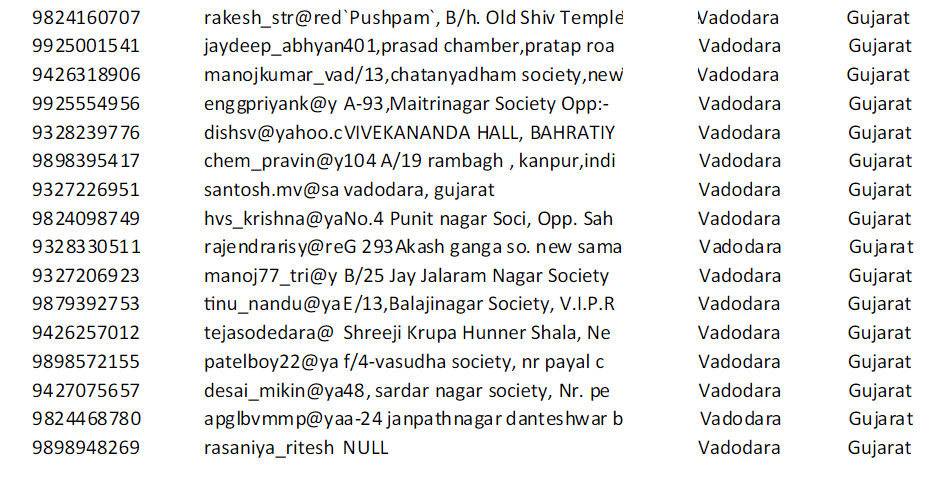 9824160707 rakesh_str@red`Pushpam`, B/h. Old Shiv Temple Vadodara Gujarat
9925001541 jaydeep_abhyan401,prasad chamber,pratap roa Vadodara Gujarat
9426318906 manojkumar_vad/13,chatanyadham society,new Vadodara Gujarat
9925554956 enggpriyank@y A-93,Maitrinagar Society Opp:- Vadodara Gujarat
9328239776 dishsv@yahoo.cVIVEKANANDA HALL, BAHRATIY Vadodara Gujarat
9898395417 chem_pravin@y104 A/19 rambagh , kanpur,indi Vadodara Gujarat
9327226951 santosh.mv@sa vadodara, gujarat Vadodara Gujarat
9824098749 hvs_krishna@yaNo.4 Punit nagar Soci, Opp. Sah Vadodara Gujarat
9328330511 rajendrarisy@reG 293Akash ganga so. new sama Vadodara Gujarat
9327206923 manoj77_tri@y B/25 Jay Jalaram Nagar Society Vadodara Gujarat
9879392753 tinu_nandu@yaE/13,Balajinagar Society, V.I.P.R Vadodara Gujarat
9426257012 tejasodedara@ Shreeji Krupa Hunner Shala, Ne Vadodara Gujarat
9898572155 patelboy22@ya f/4-vasudha society, nr payal c Vadodara Gujarat
9427075657 desai_mikin@ya48, sardar nagar society, Nr. pe Vadodara Gujarat
9824468780 apglbvmmp@yaa-24 janpathnagar danteshwar b Vadodara Gujarat
9898948269 rasaniya_ritesh NULL Vadodara Gujarat